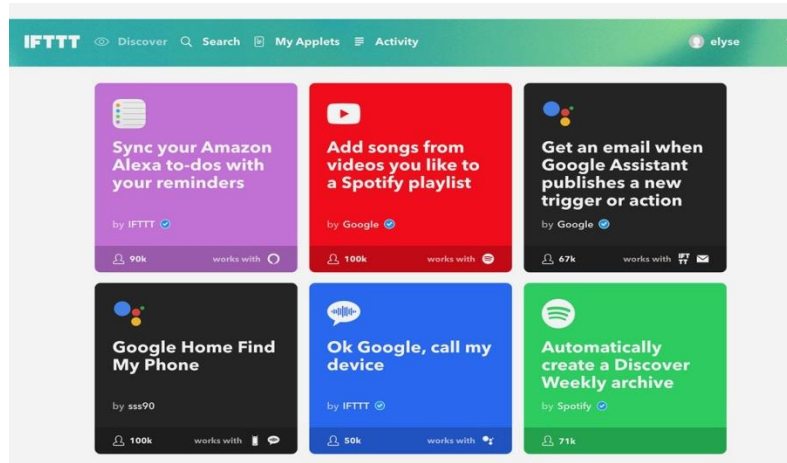 IFTTT Discover Search My Applets Activity elyse
Sync your Amazon
Alexa to-dos with
your reminders
by IFTTT
90k works with
Add songs from
videos you like to
a Spotify playlist
by Google
100k works with
Get an email when
Google Assistant
publishes a new
trigger or action
by Google
67k works with IFTTT
Google Home Find
My Phone
by sss90
100k works with
Ok Google, call my
device
by IFTTT
50k works with
Automatically
create a Discover
Weekly archive
by Spotify
71k